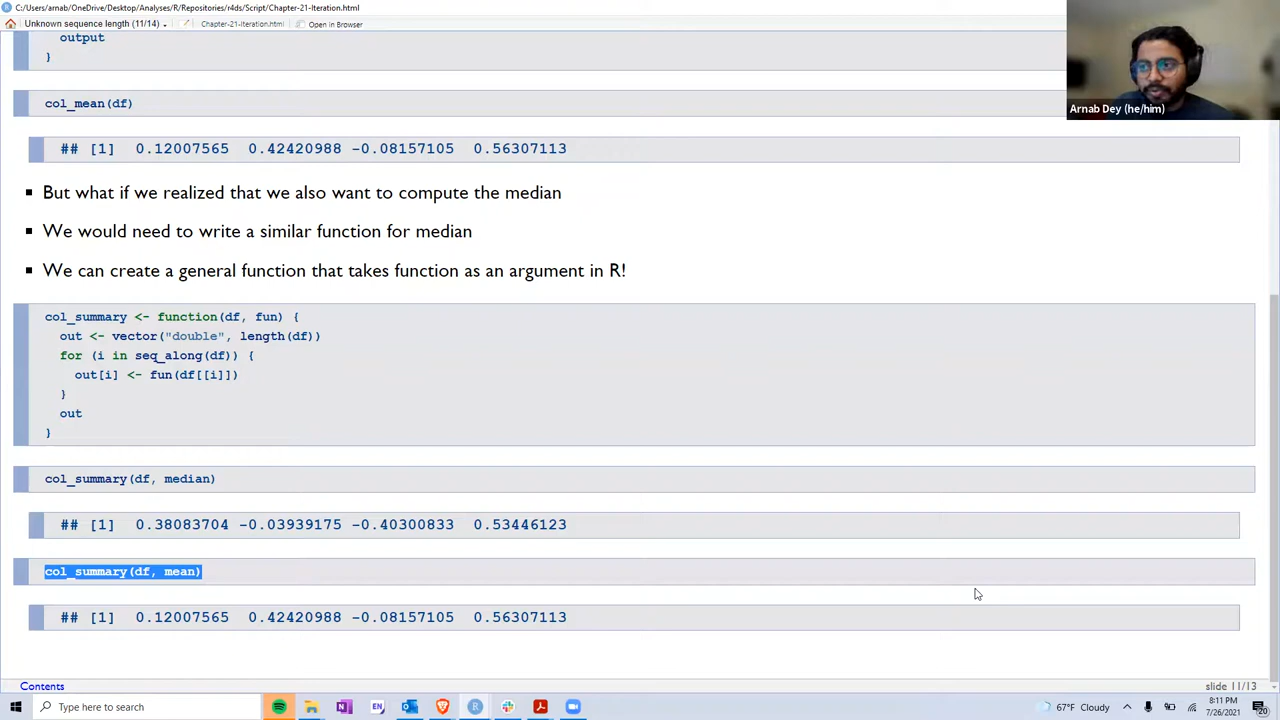 C:/Users/arnab/OneDrive/Desktop/Analyses/R/Repositories/r4ds/Script/Chapter-21-Iteration.html
Unknown sequence length (11/14)
Chapter-21-Iteration.html
Open in Browser
output
}
col_mean(df)
## [1]  0.12007565  0.42420988 -0.08157105  0.56307113
Arnab Dey (he/him)
▪ But what if we realized that we also want to compute the median
▪ We would need to write a similar function for median
▪ We can create a general function that takes function as an argument in R!
col_summary <- function(df, fun) {
  out <- vector("double", length(df))
  for (i in seq_along(df)) {
    out[i] <- fun(df[[i]])
  }
  out
}
col_summary(df, median)
## [1]  0.38083704 -0.03939175 -0.40300833  0.53446123
col_summary(df, mean)
## [1]  0.12007565  0.42420988 -0.08157105  0.56307113
Contents
slide 11/13
Type here to search
EN
R
67°F Cloudy
8:11 PM
7/26/2021
20